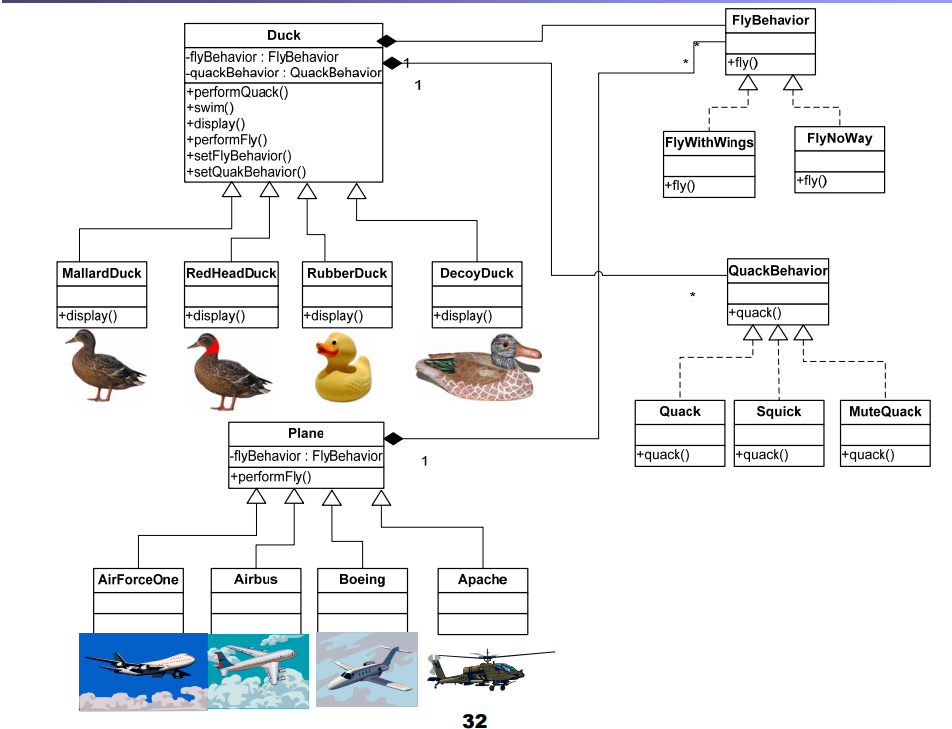 Duck
-flyBehavior : FlyBehavior
-quackBehavior : QuackBehavior
+performQuack()
+swim()
+display()
+performFly()
+setFlyBehavior()
+setQuakBehavior()
1
1
FlyBehavior
+fly()
*
*
FlyWithWings
+fly()
FlyNoWay
+fly()
MallardDuck
+display()
RedHeadDuck
+display()
RubberDuck
+display()
DecoyDuck
+display()
QuackBehavior
+quack()
*
Quack
+quack()
Squick
+quack()
MuteQuack
+quack()
Plane
-flyBehavior : FlyBehavior
+performFly()
1
AirForceOne
Airbus
Boeing
Apache
32